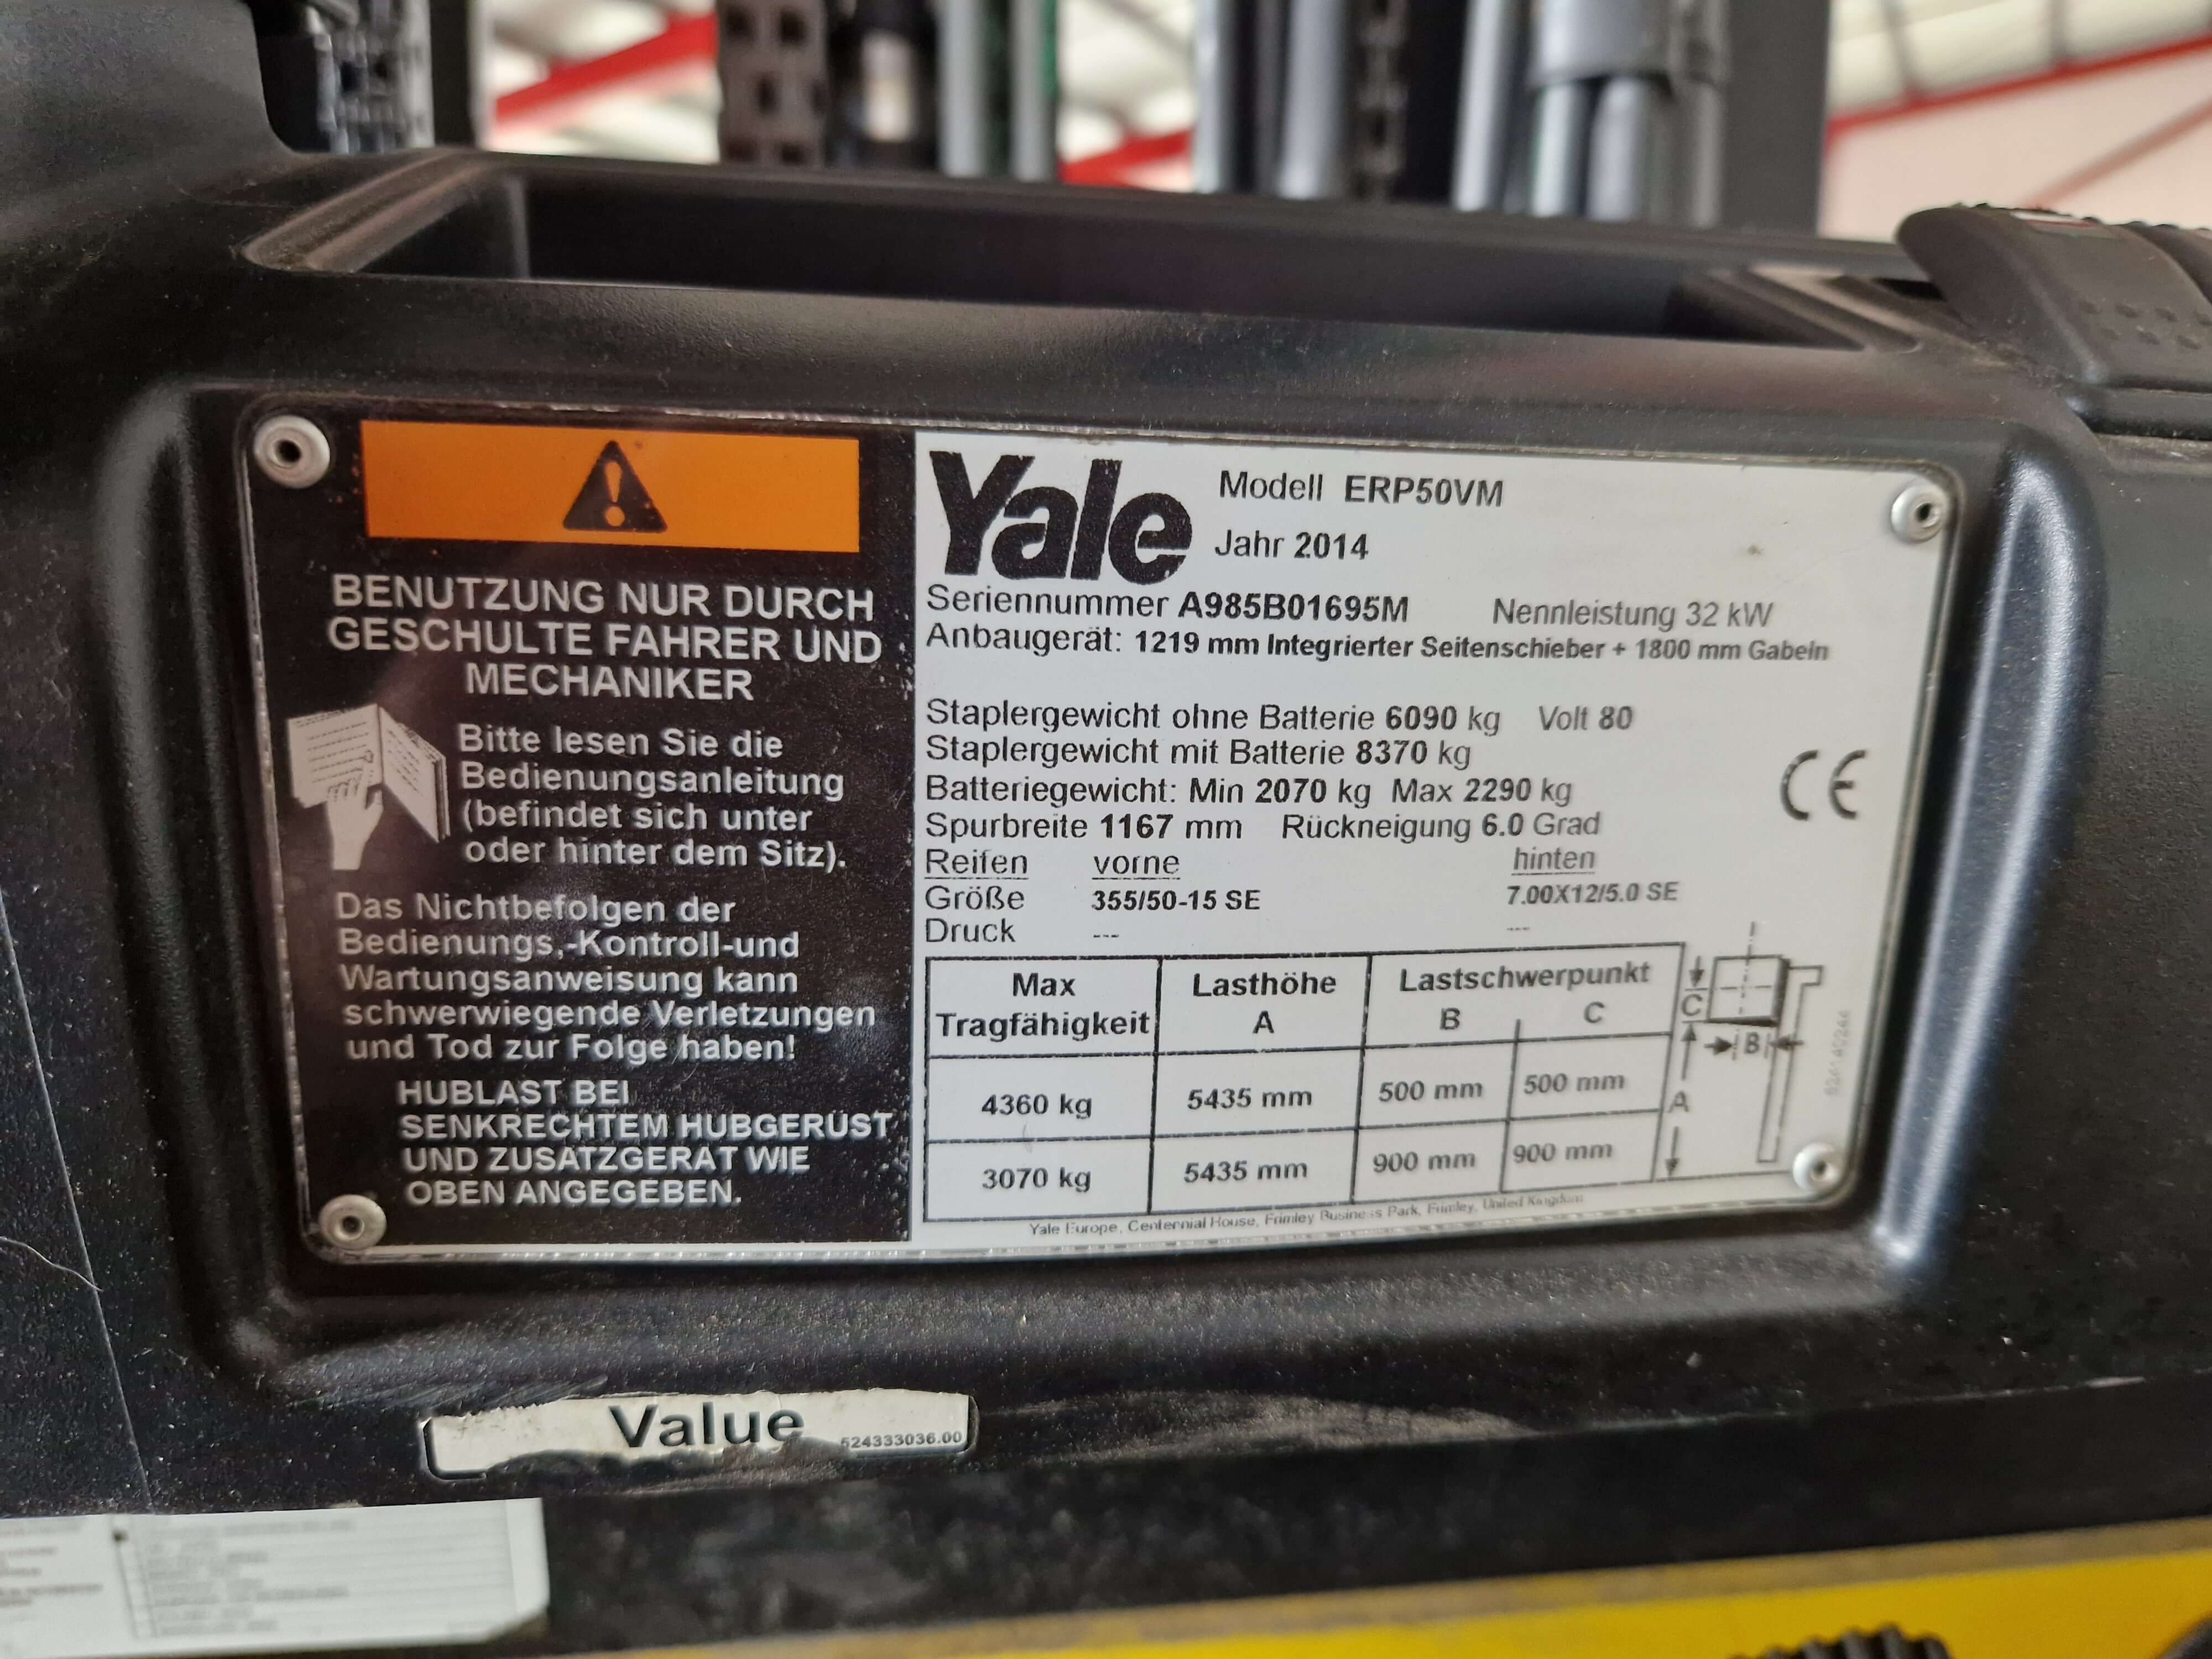 BENUTZUNG NUR DURCH
GESCHULTE FAHRER UND
MECHANIKER
Bitte lesen Sie die
Bedienungsanleitung
(befindet sich unter
oder hinter dem Sitz).
Das Nichtbefolgen der
Bedienungs,-Kontroll-und
Wartungsanweisung kann
schwerwiegende Verletzungen
und Tod zur Folge haben!
HUBLAST BEI
SENKRECHTEM HUBGERÜST
UND ZUSATZGERÄT WIE
OBEN ANGEGEBEN.
Yale
Modell ERP50VM
Jahr 2014
Seriennummer A985B01695M Nennleistung 32 kW
Anbaugerät: 1219 mm Integrierter Seitenschieber + 1800 mm Gabeln
Staplergewicht ohne Batterie 6090 kg Volt 80
Staplergewicht mit Batterie 8370 kg
Batteriegewicht: Min 2070 kg Max 2290 kg
CE
Spurbreite 1167 mm Rückneigung 6.0 Grad
Reifen vorne hinten
Größe 355/50-15 SE 7.00X12/5.0 SE
Druck --- ---
Max Lasthöhe Lastschwerpunkt
Tragfähigkeit A B C
4360 kg 5435 mm 500 mm 500 mm
3070 kg 5435 mm 900 mm 900 mm
C
B
A
Yale Europe, Centennial House, Frimley Business Park, Frimley, United Kingdom
Value 524333036.00